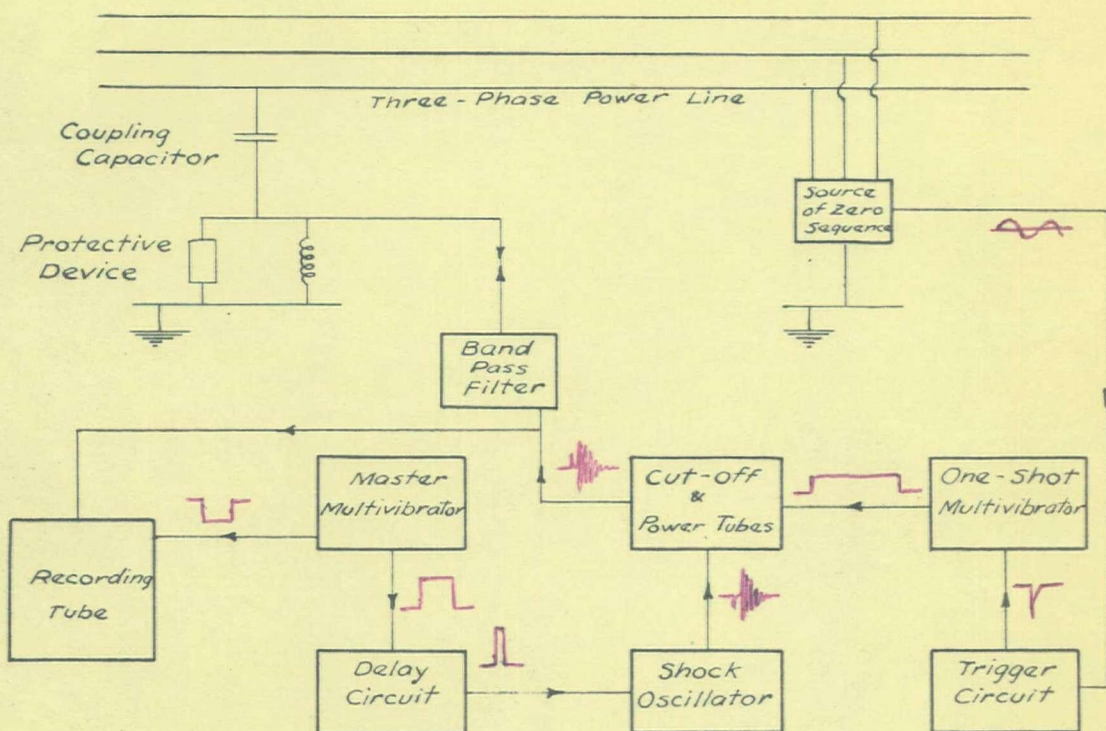 Three-Phase Power Line
Coupling
Capacitor
Source
of Zero
Sequence
Protective
Device
Band
Pass
Filter
Master
Multivibrator
Cut-off
&
Power Tubes
One-Shot
Multivibrator
Recording
Tube
Delay
Circuit
Shock
Oscillator
Trigger
Circuit